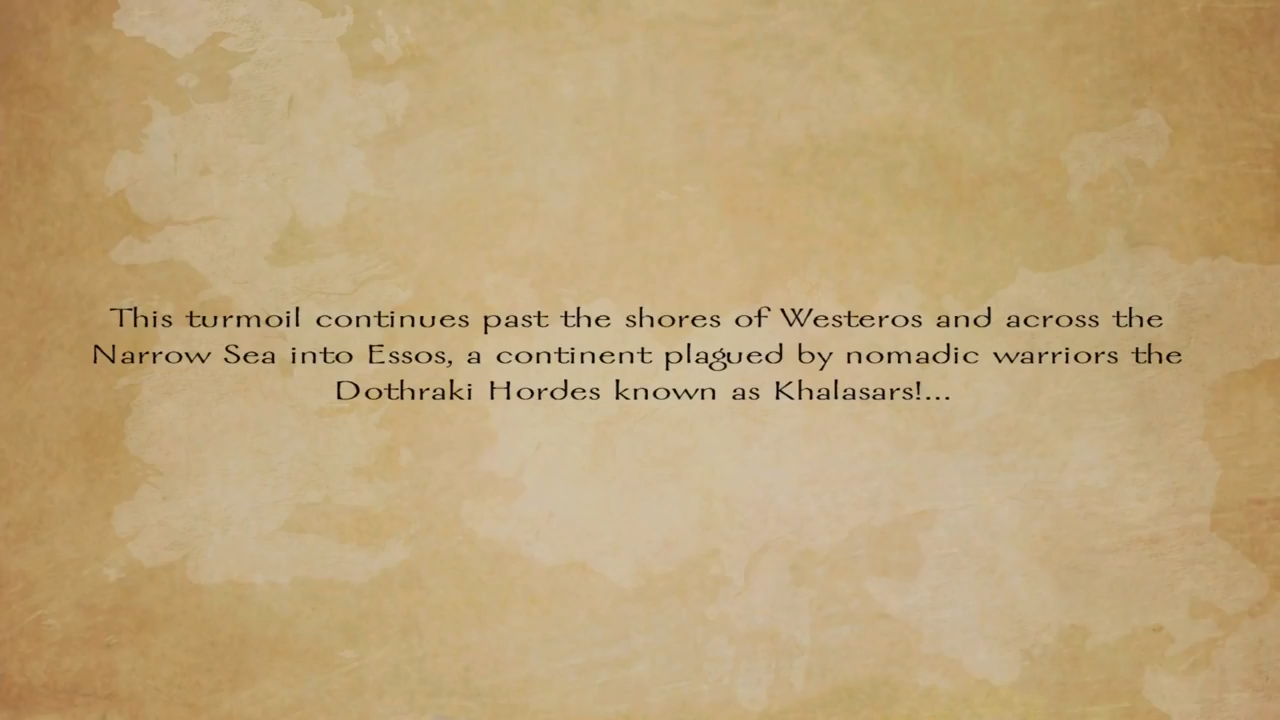 This turmoil continues past the shores of Westeros and across the
Narrow Sea into Essos, a continent plagued by nomadic warriors the
Dothraki Hordes known as Khalasars!...